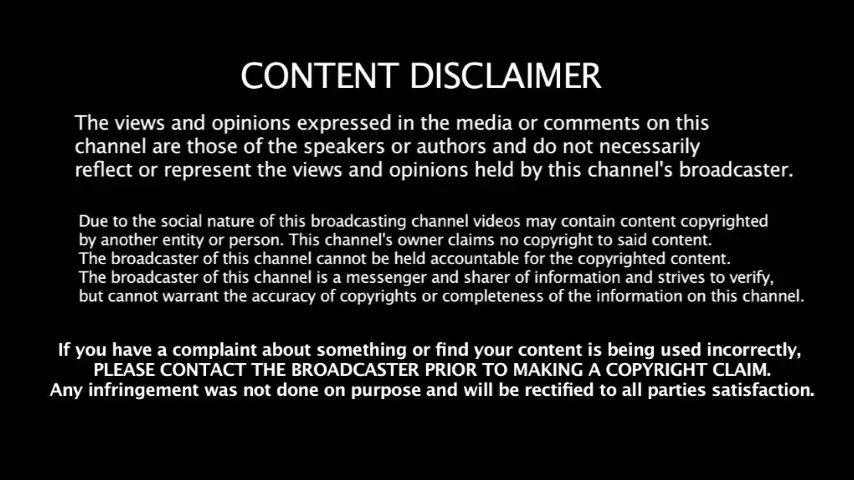 CONTENT DISCLAIMER
The views and opinions expressed in the media or comments on this
channel are those of the speakers or authors and do not necessarily
reflect or represent the views and opinions held by this channel's broadcaster.
Due to the social nature of this broadcasting channel videos may contain content copyrighted
by another entity or person. This channel's owner claims no copyright to said content.
The broadcaster of this channel cannot be held accountable for the copyrighted content.
The broadcaster of this channel is a messenger and sharer of information and strives to verify,
but cannot warrant the accuracy of copyrights or completeness of the information on this channel.
If you have a complaint about something or find your content is being used incorrectly,
PLEASE CONTACT THE BROADCASTER PRIOR TO MAKING A COPYRIGHT CLAIM.
Any infringement was not done on purpose and will be rectified to all parties satisfaction.